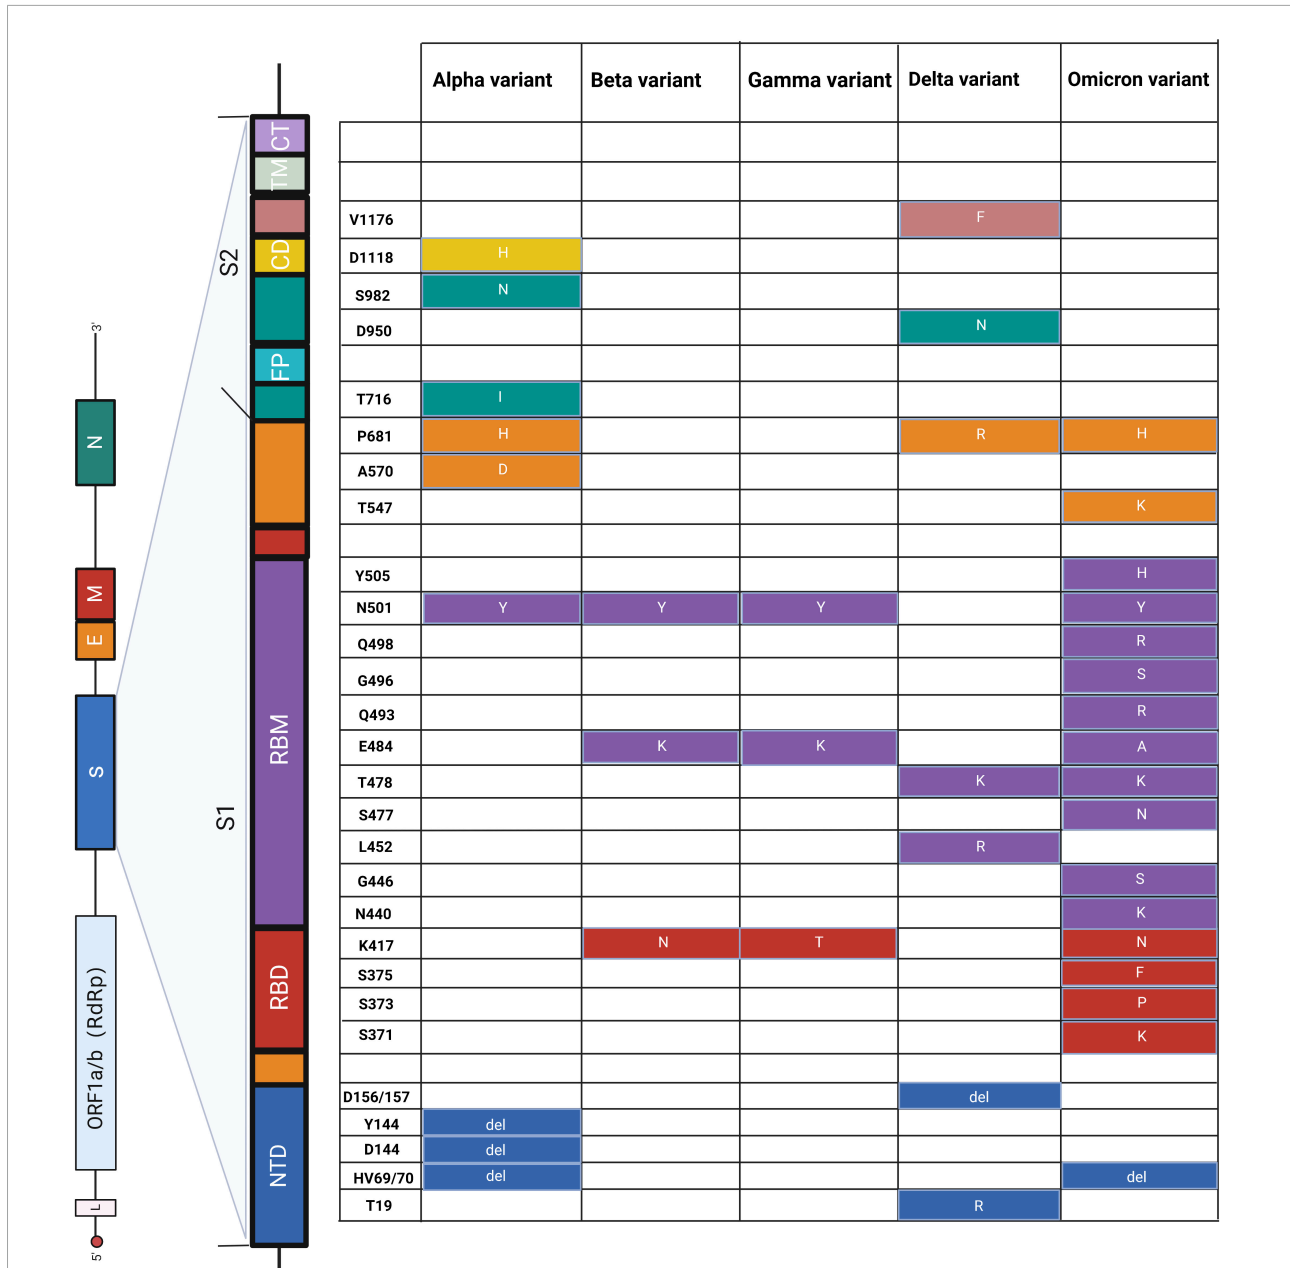 Alpha variant Beta variant Gamma variant Delta variant Omicron variant
V1176 F
D1118 H
S982 N
D950 N
T716 I
P681 H R H
A570 D
T547 K
Y505 H
N501 Y Y Y Y
Q498 R
G496 S
Q493 R
E484 K K A
T478 K K
S477 N
L452 R
G446 S
N440 K
K417 N T N
S375 F
S373 P
S371 K
D156/157 del
Y144 del
D144 del
HV69/70 del del
T19 R
CT
TM
CD
FP
RBM
RBD
NTD
S2
S1
3'
N
M
E
S
ORF1a/b (RdRp)
L
5'